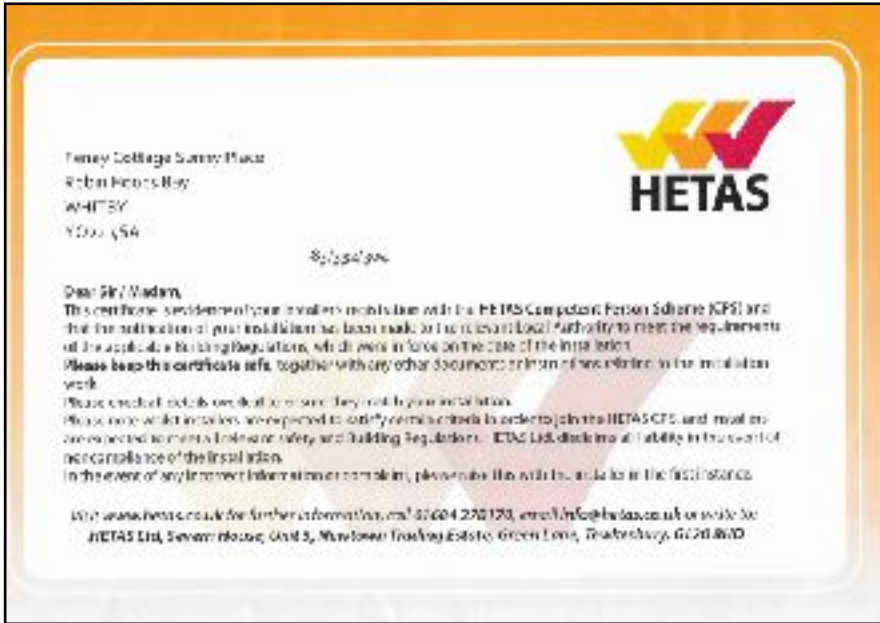 HETAS
Cottage Sunny Place
Robin Hoods Bay
WHITBY
Dear Sir / Madam,
This certificate is evidence of your installer's registration with the HETAS Competent Person Scheme (CPS) and
that the notification of your installation has been made to the relevant Local Authority to meet the requirements
of the applicable Building Regulations, which were in force on the date of the installation.
Please keep this certificate safe, together with any other documents or instructions relating to the installation
work.
Please check all details overleaf to ensure they match your installation.
Please note whilst installers are expected to satisfy certain criteria in order to join the HETAS CPS, and installers
are expected to meet all relevant safety and Building Regulations. HETAS Ltd. disclaims all liability in the event of
non compliance of the installation.
In the event of any incorrect information or complaint, please raise this with the installer in the first instance.
Visit www.hetas.co.uk for further information, call email info@hetas.co.uk or write to:
HETAS Ltd, Severn House, Unit 5, Newtown Trading Estate, Green Lane, Tewkesbury, GL20 8HD